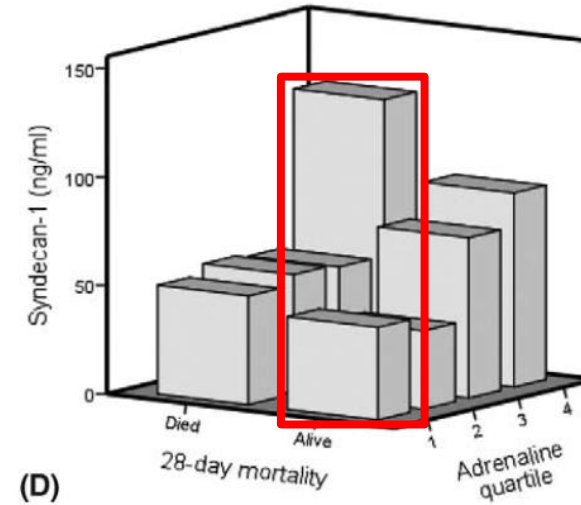 150
100
50
0
Syndecan-1 (ng/ml)
Died
Alive
28-day mortality
1
2
3
4
Adrenaline
quartile
(D)